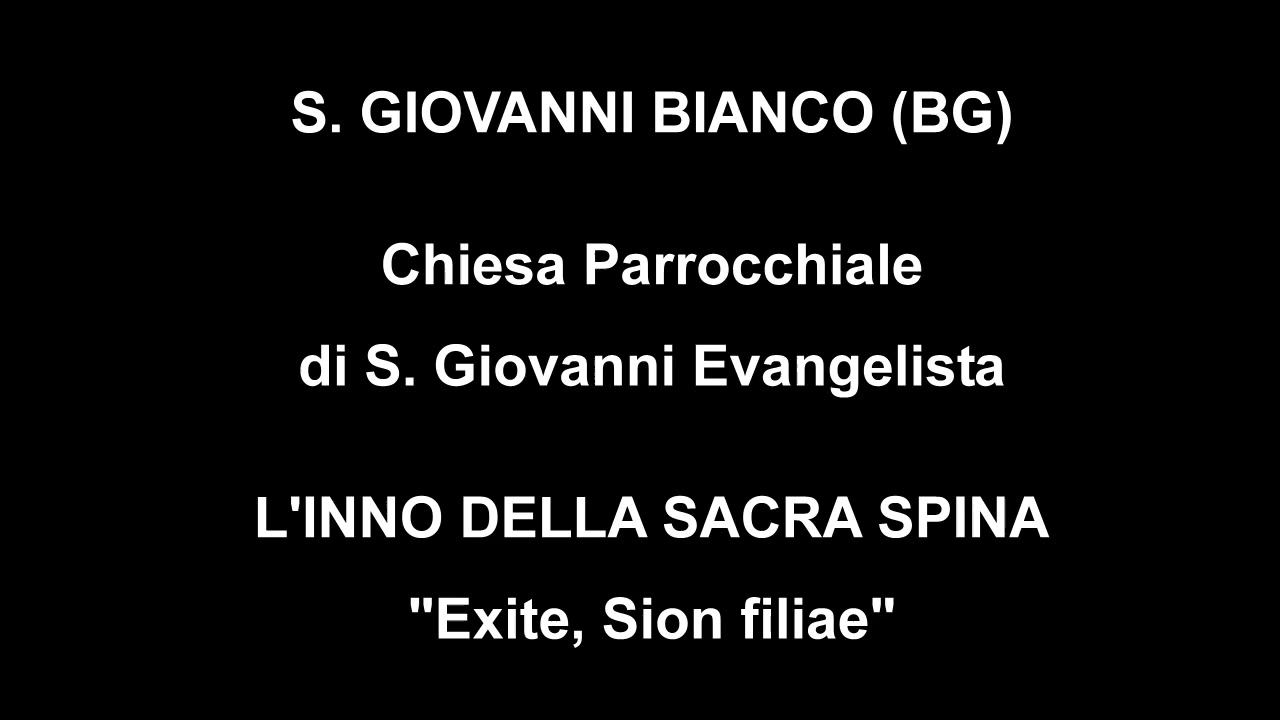 S. GIOVANNI BIANCO (BG)
Chiesa Parrocchiale
di S. Giovanni Evangelista
L'INNO DELLA SACRA SPINA
"Exite, Sion filiae"